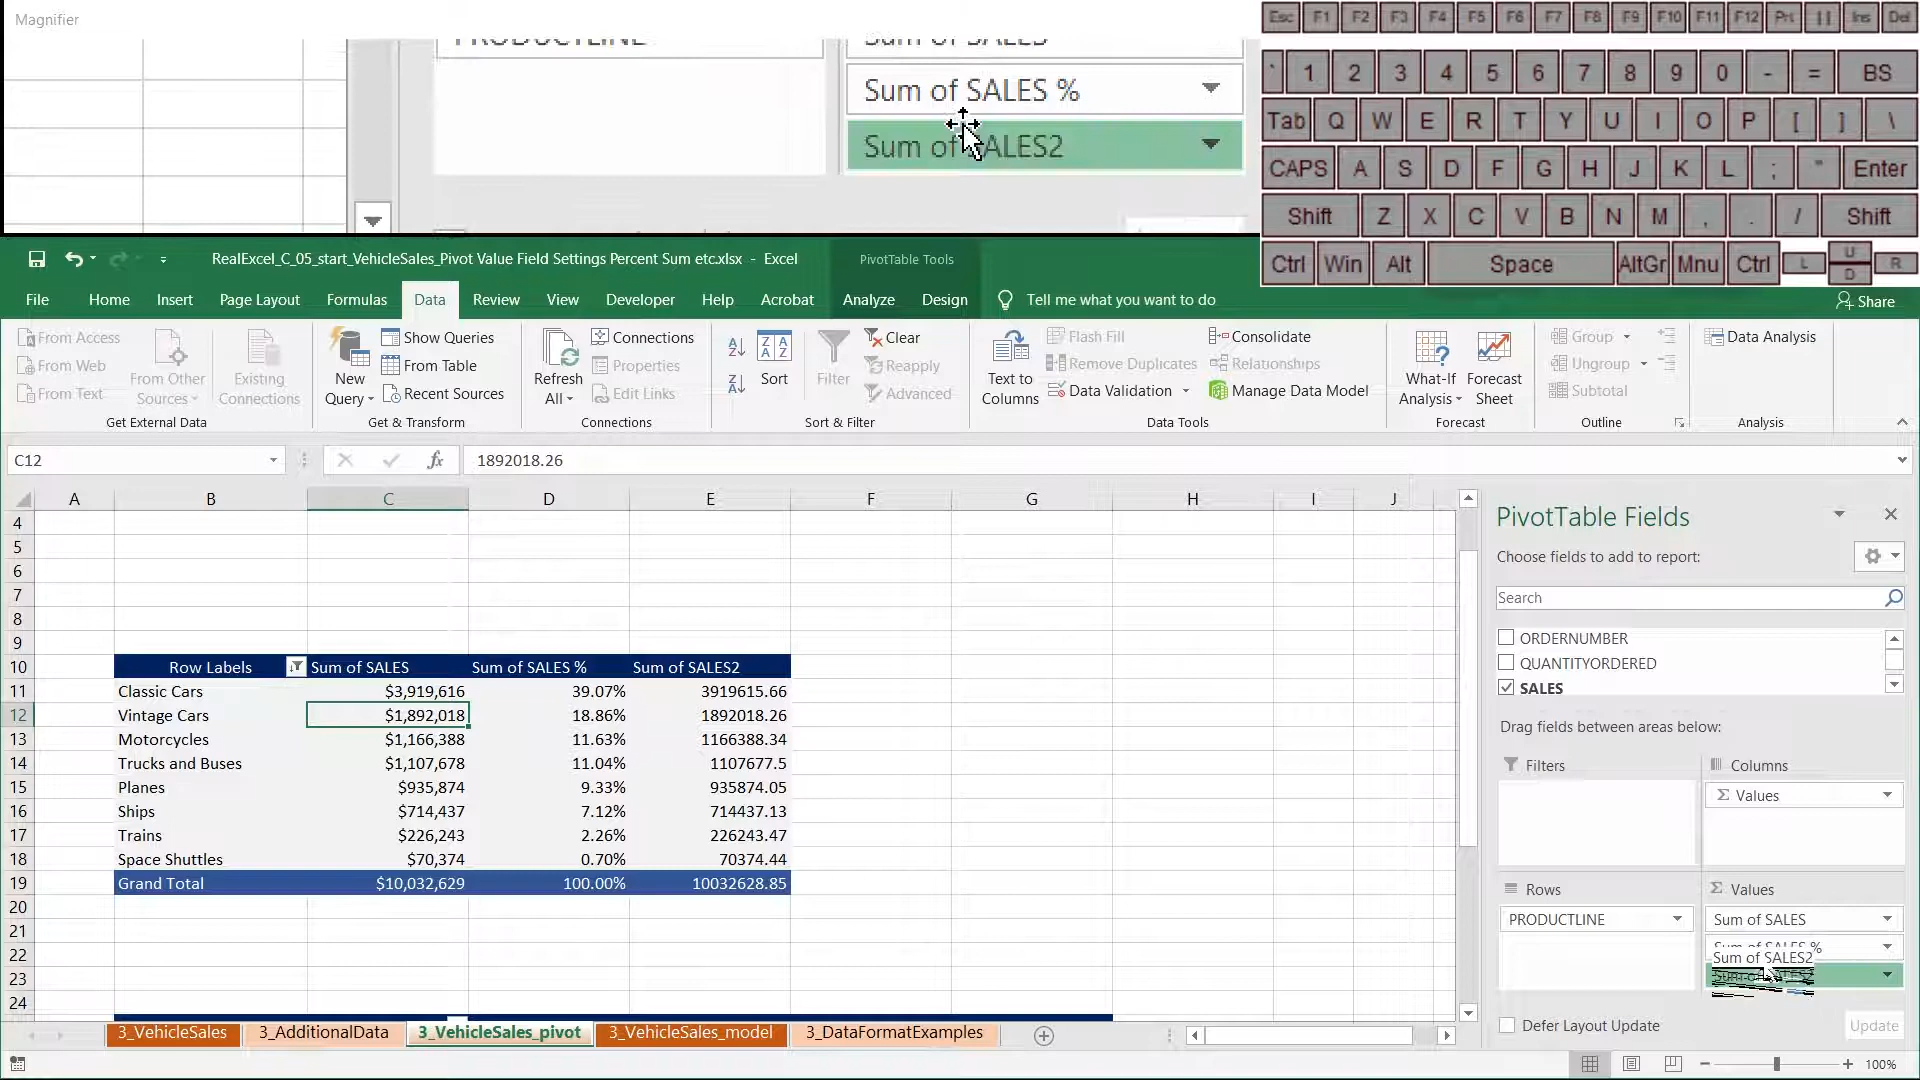 Magnifier
PRODUCTLINE
Sum of SALES
Sum of SALES %
Sum of SALES2
Esc F1 F2 F3 F4 F5 F6 F7 F8 F9 F10 F11 F12 Prt Ins Del
` 1 2 3 4 5 6 7 8 9 0 - = BS
Tab Q W E R T Y U I O P [ ] \
CAPS A S D F G H J K L ; " Enter
Shift Z X C V B N M , . / Shift
Ctrl Win Alt Space AltGr Mnu Ctrl L U D R
RealExcel_C_05_start_VehicleSales_Pivot Value Field Settings Percent Sum etc.xlsx - Excel
PivotTable Tools
File Home Insert Page Layout Formulas Data Review View Developer Help Acrobat Analyze Design Tell me what you want to do Share
From Access
From Web
From Text
From Other Sources
Existing Connections
Get External Data
New Query
Show Queries
From Table
Recent Sources
Get & Transform
Refresh All
Connections
Properties
Edit Links
Connections
Sort
Filter
Clear
Reapply
Advanced
Sort & Filter
Text to Columns
Flash Fill
Remove Duplicates
Data Validation
Consolidate
Relationships
Manage Data Model
Data Tools
What-If Analysis
Forecast Sheet
Forecast
Group
Ungroup
Subtotal
Outline
Data Analysis
Analysis
C12 fx 1892018.26
A B C D E F G H I J
4
5
6
7
8
9
10 Row Labels Sum of SALES Sum of SALES % Sum of SALES2
11 Classic Cars $3,919,616 39.07% 3919615.66
12 Vintage Cars $1,892,018 18.86% 1892018.26
13 Motorcycles $1,166,388 11.63% 1166388.34
14 Trucks and Buses $1,107,678 11.04% 1107677.5
15 Planes $935,874 9.33% 935874.05
16 Ships $714,437 7.12% 714437.13
17 Trains $226,243 2.26% 226243.47
18 Space Shuttles $70,374 0.70% 70374.44
19 Grand Total $10,032,629 100.00% 10032628.85
20
21
22
23
24
PivotTable Fields
Choose fields to add to report:
Search
ORDERNUMBER
QUANTITYORDERED
SALES
Drag fields between areas below:
Filters
Columns
Values
Rows
PRODUCTLINE
Values
Sum of SALES
Sum of SALES %
Sum of SALES2
Defer Layout Update Update
3_VehicleSales 3_AdditionalData 3_VehicleSales_pivot 3_VehicleSales_model 3_DataFormatExamples
100%